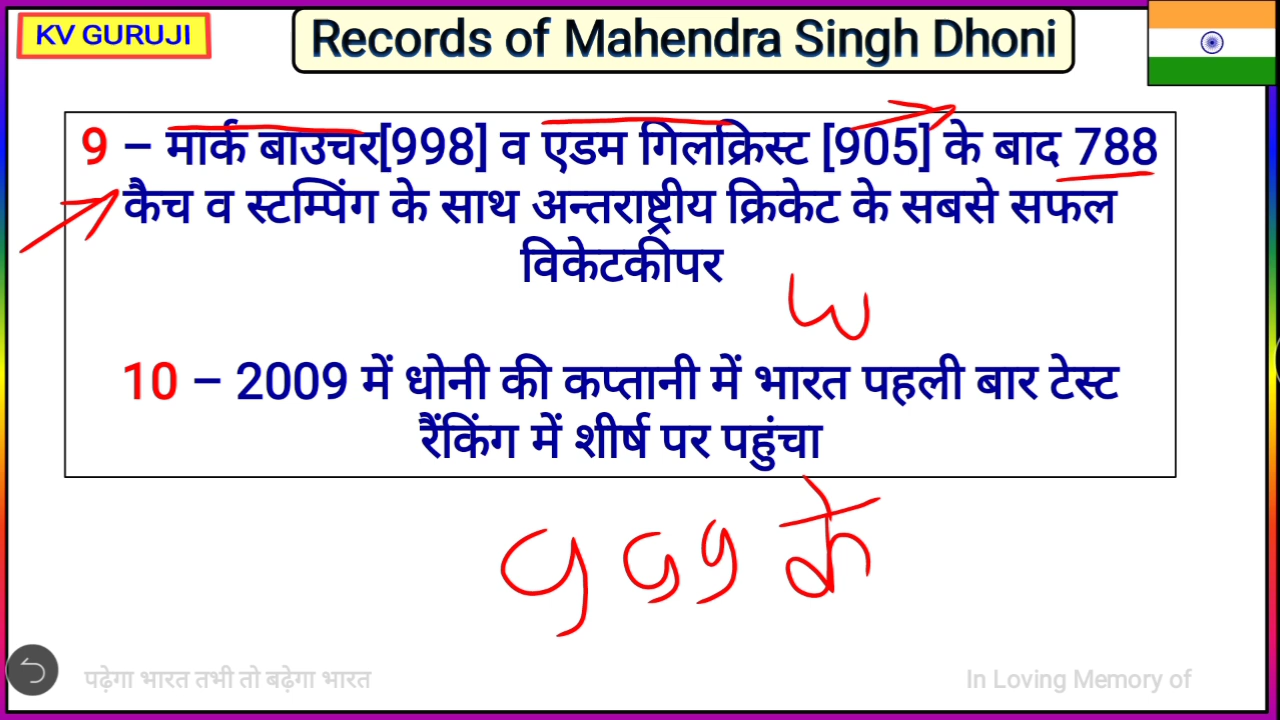 KV GURUJI
Records of Mahendra Singh Dhoni
9 – मार्क बाउचर[998] व एडम गिलक्रिस्ट [905] के बाद 788
कैच व स्टम्पिंग के साथ अन्तराष्ट्रीय क्रिकेट के सबसे सफल
विकेटकीपर
10 – 2009 में धोनी की कप्तानी में भारत पहली बार टेस्ट
रैंकिंग में शीर्ष पर पहुंचा
के
पढ़ेगा भारत तभी तो बढ़ेगा भारत
In Loving Memory of